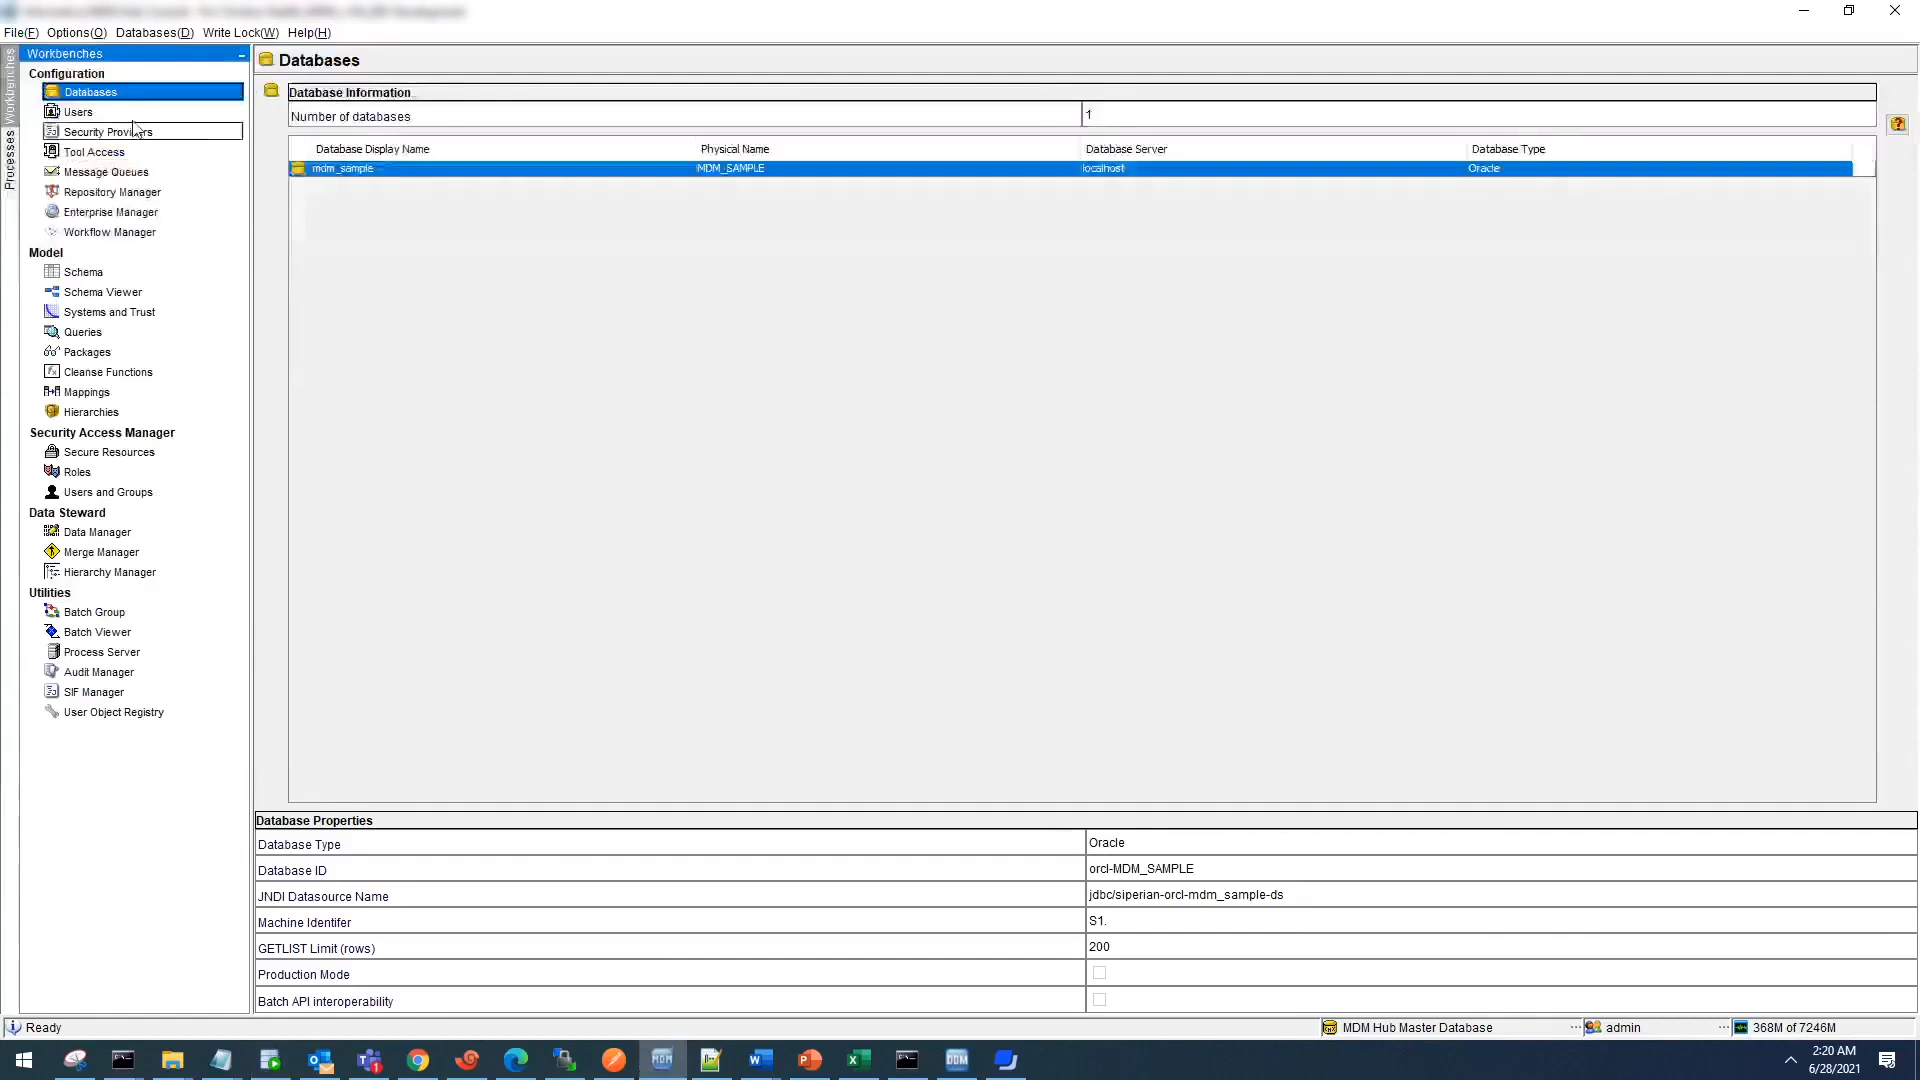 File(F) Options(O) Databases(D) Write Lock(W) Help(H)
Workbenches
Workbenches
Processes
Configuration
Databases
Users
Security Providers
Tool Access
Message Queues
Repository Manager
Enterprise Manager
Workflow Manager
Model
Schema
Schema Viewer
Systems and Trust
Queries
Packages
Cleanse Functions
Mappings
Hierarchies
Security Access Manager
Secure Resources
Roles
Users and Groups
Data Steward
Data Manager
Merge Manager
Hierarchy Manager
Utilities
Batch Group
Batch Viewer
Process Server
Audit Manager
SIF Manager
User Object Registry
Databases
Database Information
Number of databases 1
Database Display Name Physical Name Database Server Database Type
mdm_sample MDM_SAMPLE localhost Oracle
Database Properties
Database Type Oracle
Database ID orcl-MDM_SAMPLE
JNDI Datasource Name jdbc/siperian-orcl-mdm_sample-ds
Machine Identifer S1.
GETLIST Limit (rows) 200
Production Mode
Batch API interoperability
Ready MDM Hub Master Database ... admin ... 368M of 7246M
2:20 AM
6/28/2021